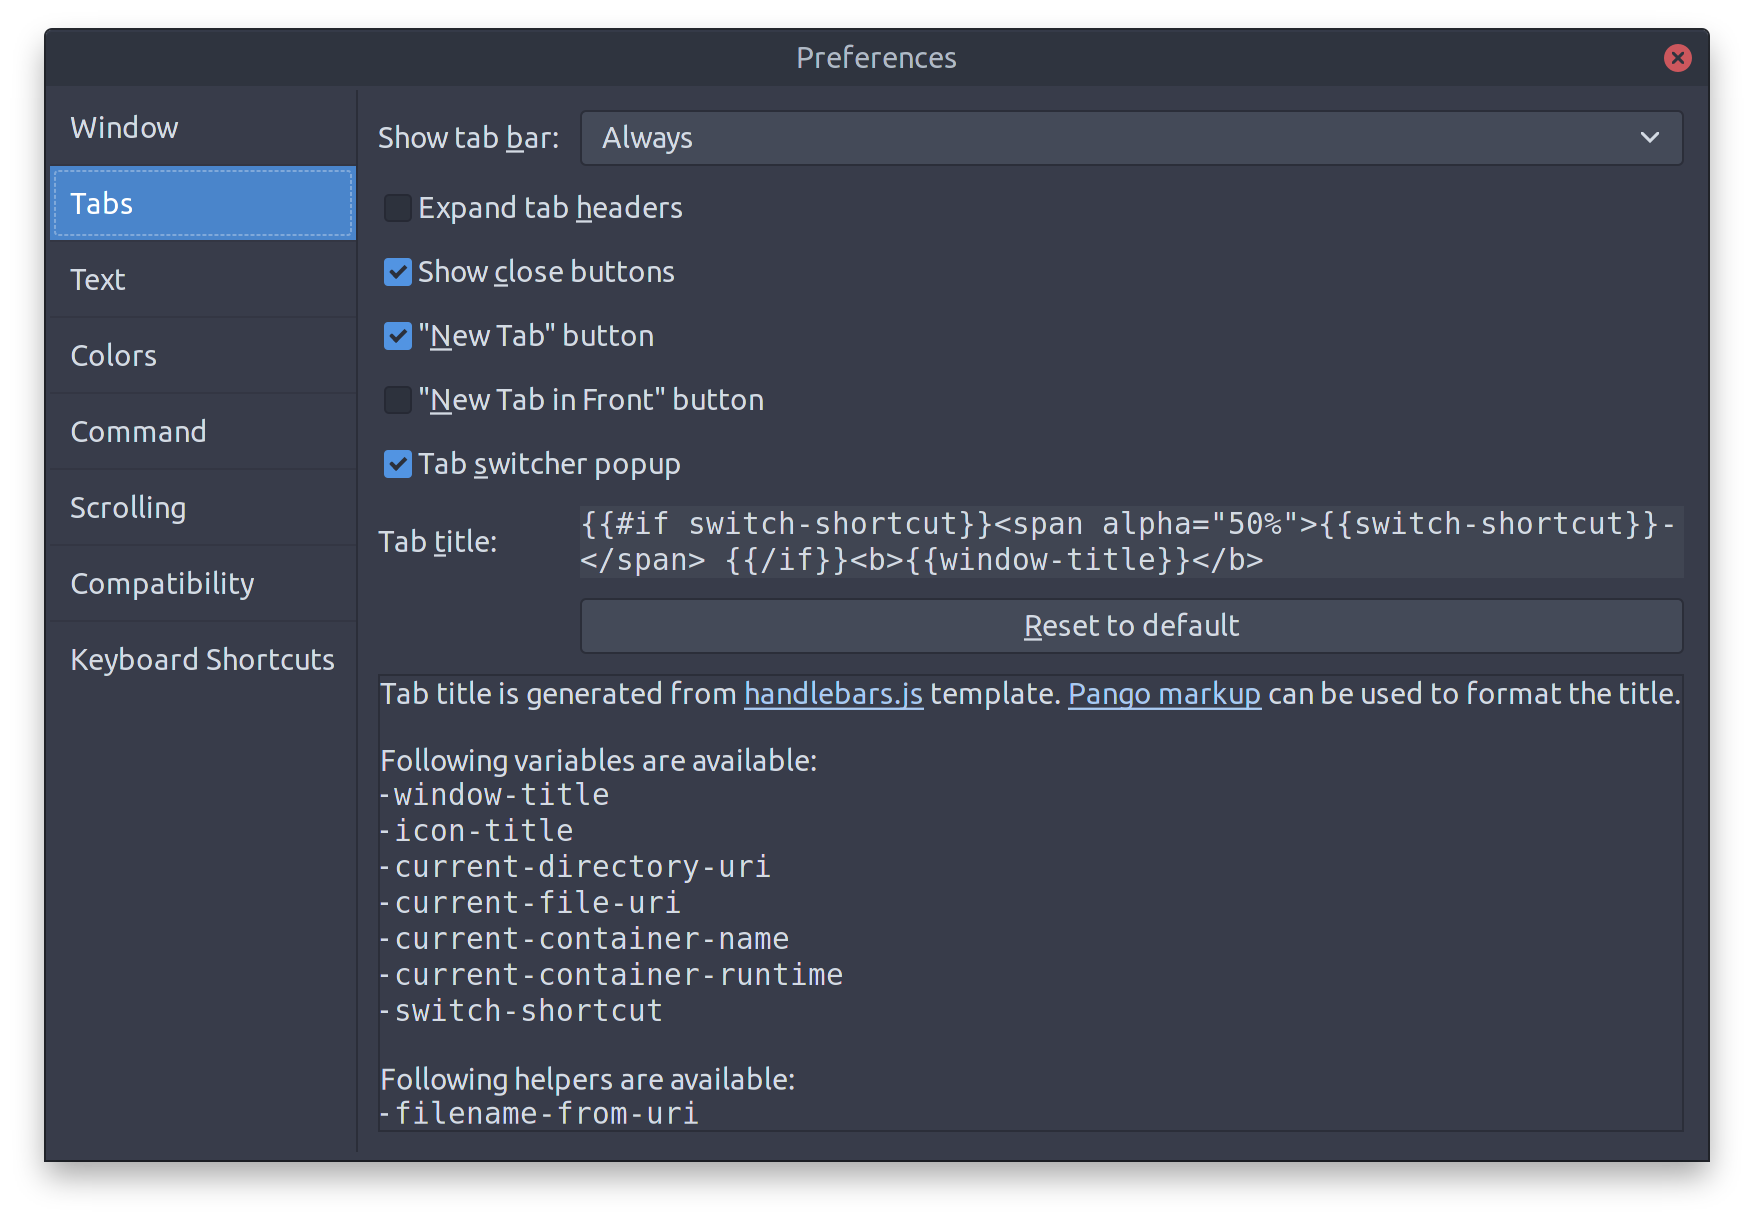 Preferences
Window
Tabs
Text
Colors
Command
Scrolling
Compatibility
Keyboard Shortcuts
Show tab bar: Always
Expand tab headers
Show close buttons
"New Tab" button
"New Tab in Front" button
Tab switcher popup
Tab title: {{#if switch-shortcut}}<span alpha="50%">{{switch-shortcut}}-
</span> {{/if}}<b>{{window-title}}</b>
Reset to default
Tab title is generated from handlebars.js template. Pango markup can be used to format the title.
Following variables are available:
-window-title
-icon-title
-current-directory-uri
-current-file-uri
-current-container-name
-current-container-runtime
-switch-shortcut
Following helpers are available:
-filename-from-uri